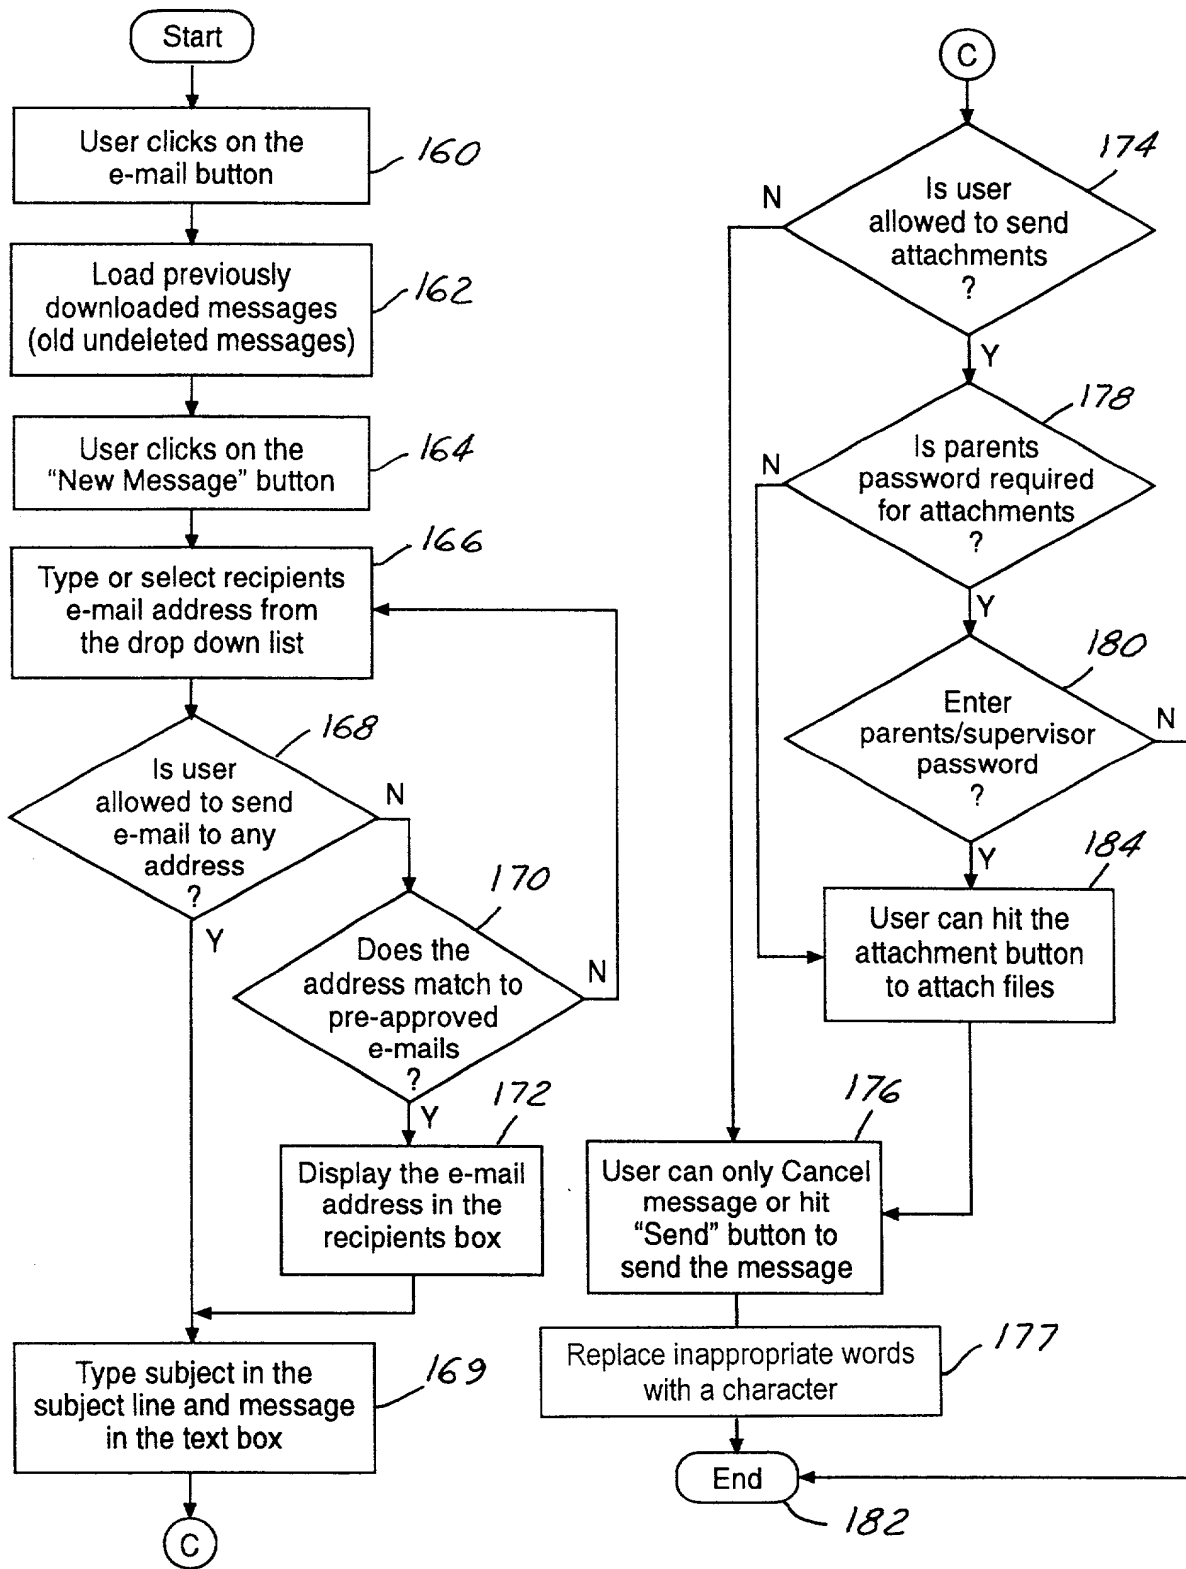 Start
User clicks on the
e-mail button
160
Load previously
downloaded messages
(old undeleted messages)
162
User clicks on the
“New Message” button
164
Type or select recipients
e-mail address from
the drop down list
166
Is user
allowed to send
e-mail to any
address
?
168
N
Y
Does the
address match to
pre-approved
e-mails
?
170
N
Y
Display the e-mail
address in the
recipients box
172
Type subject in the
subject line and message
in the text box
169
C
C
Is user
allowed to send
attachments
?
174
N
Y
Is parents
password required
for attachments
?
178
N
Y
Enter
parents/supervisor
password
?
180
N
Y
User can hit the
attachment button
to attach files
184
User can only Cancel
message or hit
“Send” button to
send the message
176
Replace inappropriate words
with a character
177
End
182